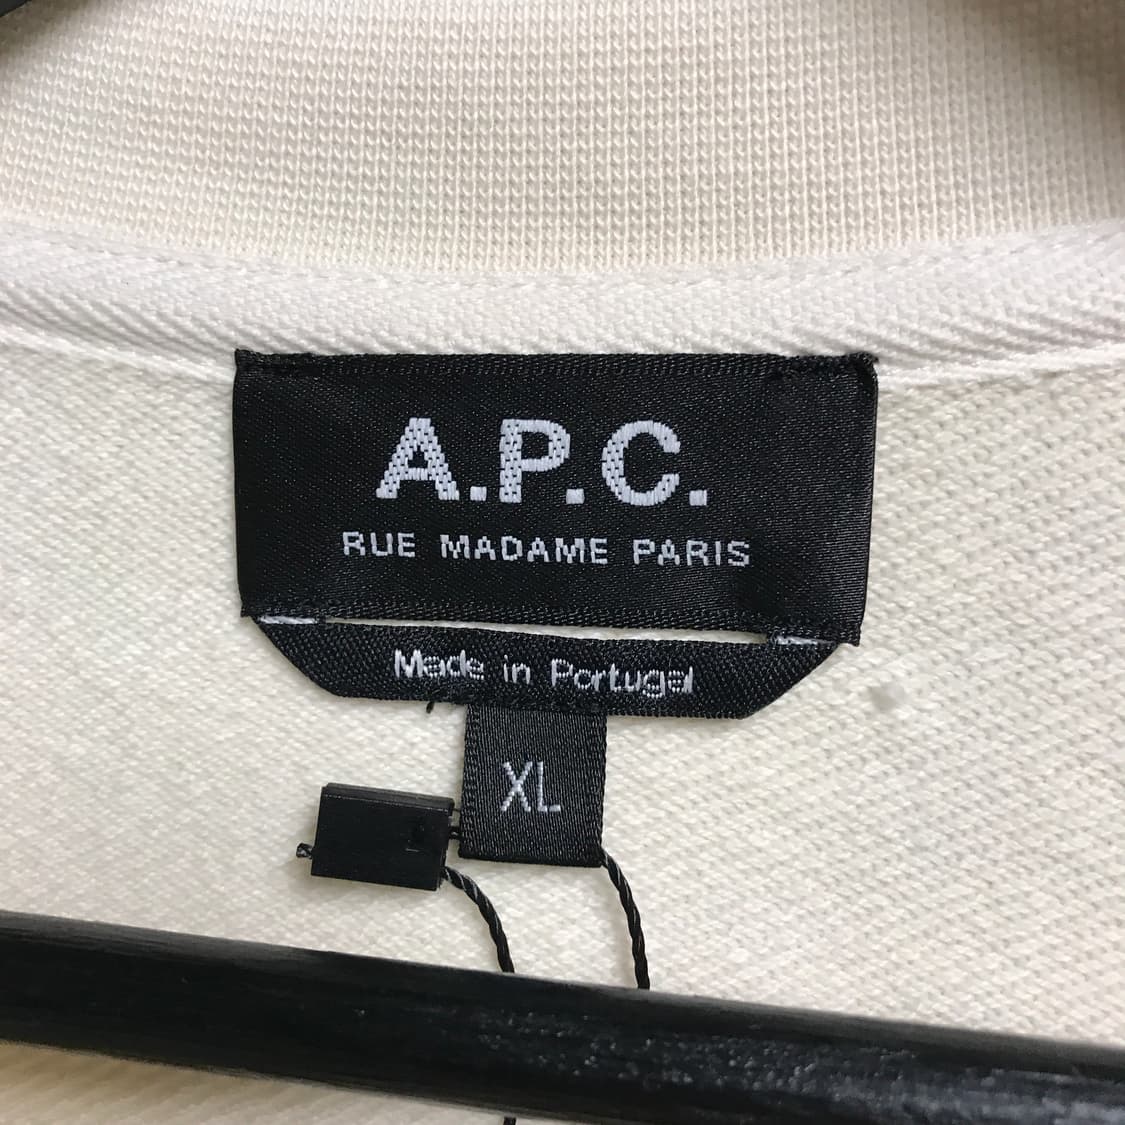 A.P.C.
RUE MADAME PARIS
Made in Portugal
XL